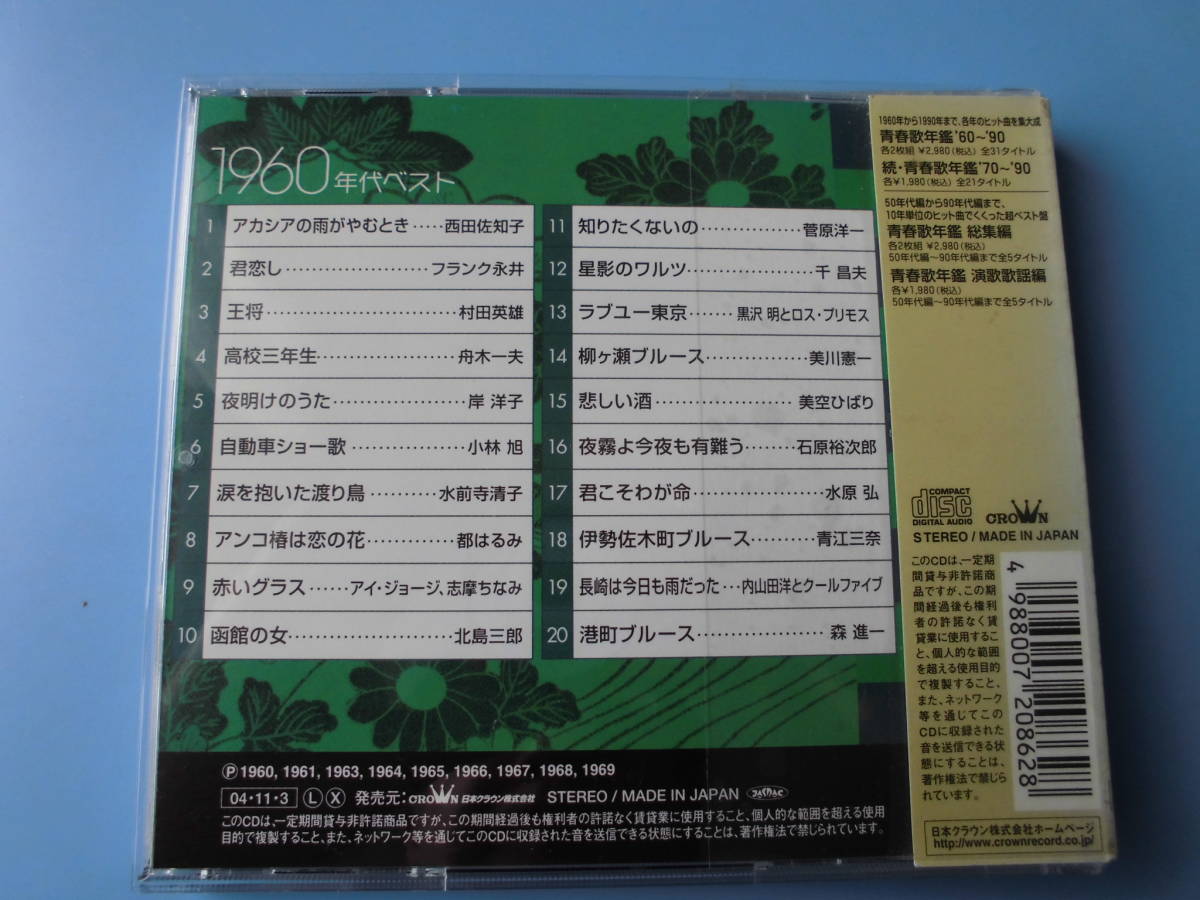 1960年代ベスト
1 アカシアの雨がやむとき‥‥‥西田佐知子
2 君恋し‥‥‥‥‥‥‥‥フランク永井
3 王将‥‥‥‥‥‥‥‥‥‥村田英雄
4 高校三年生‥‥‥‥‥‥‥舟木一夫
5 夜明けのうた‥‥‥‥‥‥‥岸 洋子
6 自動車ショー歌‥‥‥‥‥‥小林 旭
7 涙を抱いた渡り鳥‥‥‥‥水前寺清子
8 アンコ椿は恋の花‥‥‥‥‥都はるみ
9 赤いグラス‥‥‥アイ・ジョージ、志摩ちなみ
10 函館の女‥‥‥‥‥‥‥‥北島三郎
11 知りたくないの‥‥‥‥‥‥菅原洋一
12 星影のワルツ‥‥‥‥‥‥‥千 昌夫
13 ラブユー東京‥‥‥黒沢 明とロス・プリモス
14 柳ヶ瀬ブルース‥‥‥‥‥‥美川憲一
15 悲しい酒‥‥‥‥‥‥‥‥美空ひばり
16 夜霧よ今夜も有難う‥‥‥‥石原裕次郎
17 君こそわが命‥‥‥‥‥‥‥水原 弘
18 伊勢佐木町ブルース‥‥‥‥青江三奈
19 長崎は今日も雨だった‥‥内山田洋とクールファイブ
20 港町ブルース‥‥‥‥‥‥‥森 進一
Ⓟ1960, 1961, 1963, 1964, 1965, 1966, 1967, 1968, 1969
04・11・3 Ⓛ Ⓧ 発売元：CROWN 日本クラウン株式会社 STEREO / MADE IN JAPAN JASRAC
このCDは、一定期間貸与非許諾商品ですが、この期間経過後も権利者の許諾なく賃貸業に使用すること、個人的な範囲を超える使用
目的で複製すること、また、ネットワーク等を通じてこのCDに収録された音を送信できる状態にすることは、著作権法で禁じられています。
1960年から1990年まで、各年のヒット曲を集大成
青春歌年鑑'60〜'90
各2枚組 ¥2,980(税込) 全31タイトル
続・青春歌年鑑'70〜'90
各¥1,980(税込) 全21タイトル
50年代編から90年代編まで、
10年単位のヒット曲でくくった超ベスト盤
青春歌年鑑 総集編
各2枚組 ¥2,980(税込)
50年代編〜90年代編まで全5タイトル
青春歌年鑑 演歌歌謡編
各¥1,980(税込)
50年代編〜90年代編まで全5タイトル
COMPACT
disc
DIGITAL AUDIO
CROWN
STEREO / MADE IN JAPAN
このCDは、一定期
間貸与非許諾商
品ですが、この期
間経過後も権利
者の許諾なく賃
貸業に使用するこ
と、個人的な範囲
を超える使用目的
で複製すること、
また、ネットワーク
等を通じてこの
CDに収録された
音を送信できる状
態にすることは、
著作権法で禁じら
れています。
4 988007 208628
日本クラウン株式会社ホームページ
http://www.crownrecord.co.jp/